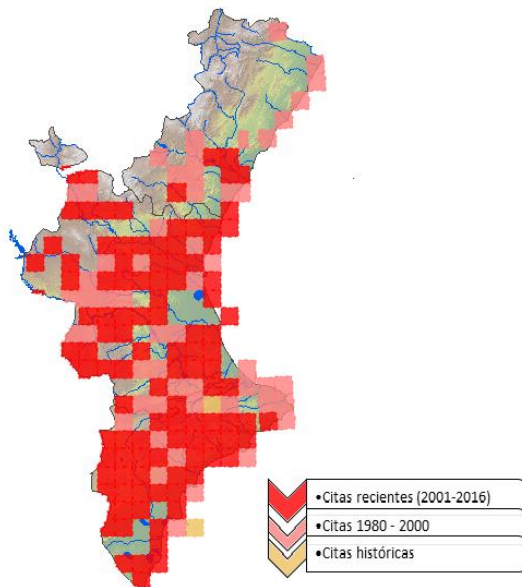 •Citas recientes (2001-2016)
•Citas 1980 - 2000
•Citas históricas